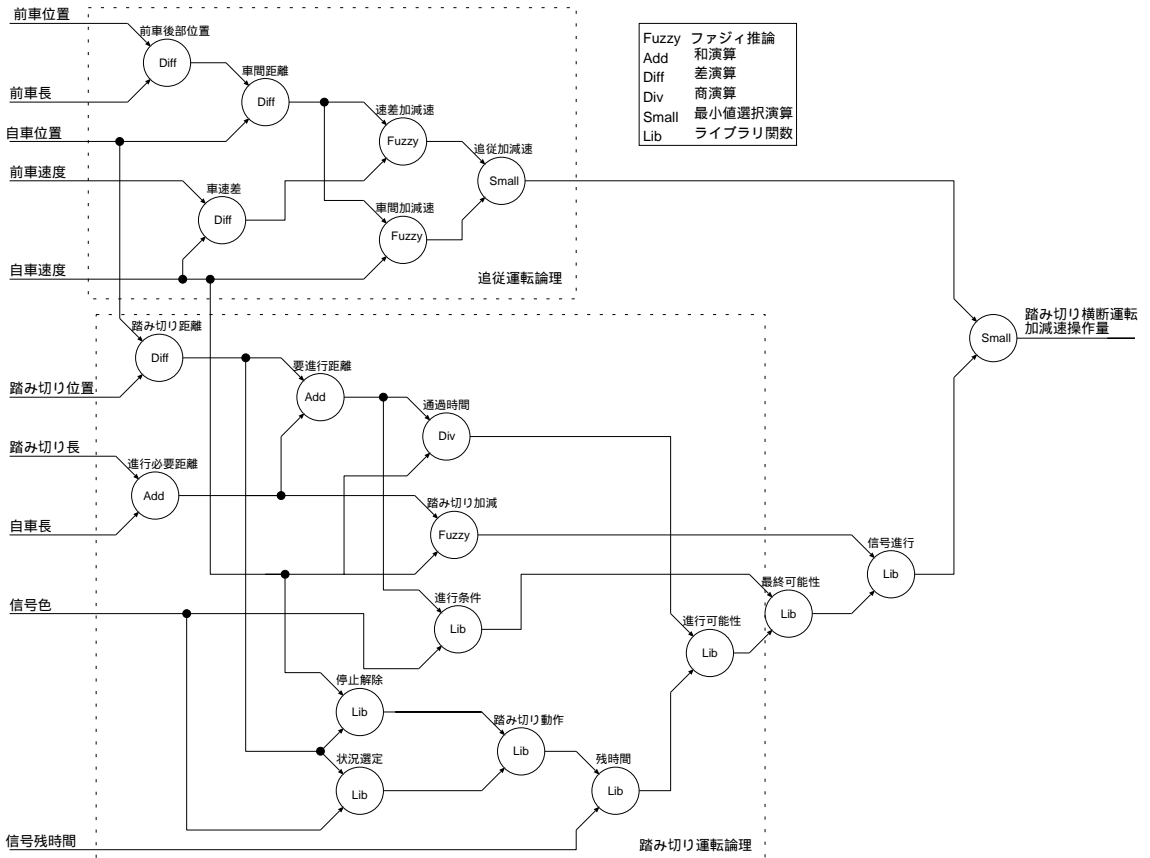 前車位置
前車後部位置
Diff
車間距離
Diff
前車長
自車位置
速差加減速
Fuzzy
追従加減速
Small
前車速度
車速差
Diff
車間加減速
Fuzzy
自車速度
追従運転論理
Fuzzy ファジィ推論
Add 和演算
Diff 差演算
Div 商演算
Small 最小値選択演算
Lib ライブラリ関数
踏み切り距離
Diff
踏み切り位置
要進行距離
Add
通過時間
Div
踏み切り長
進行必要距離
Add
自車長
踏み切り加減
Fuzzy
信号色
進行条件
Lib
停止解除
Lib
状況選定
Lib
踏み切り動作
Lib
残時間
Lib
進行可能性
Lib
最終可能性
Lib
信号進行
Lib
Small
踏み切り横断運転
加減速操作量
信号残時間
踏み切り運転論理